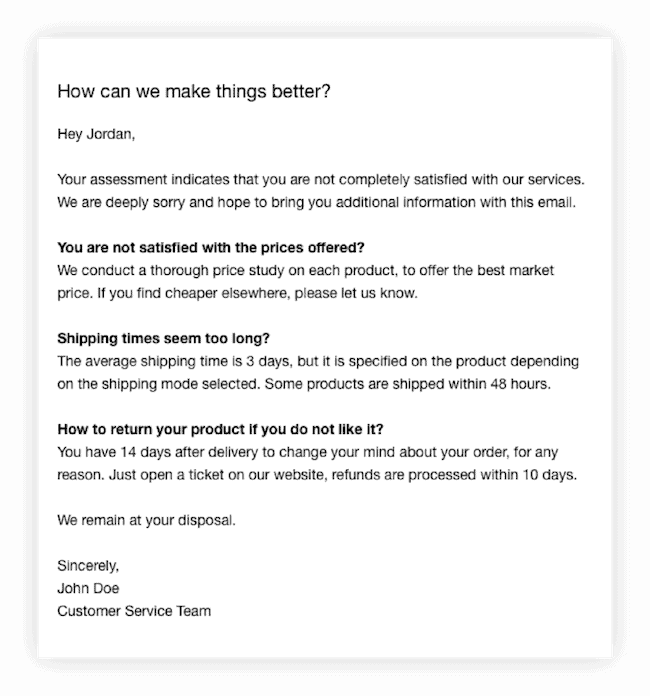 How can we make things better?
Hey Jordan,
Your assessment indicates that you are not completely satisfied with our services.
We are deeply sorry and hope to bring you additional information with this email.
You are not satisfied with the prices offered?
We conduct a thorough price study on each product, to offer the best market
price. If you find cheaper elsewhere, please let us know.
Shipping times seem too long?
The average shipping time is 3 days, but it is specified on the product depending
on the shipping mode selected. Some products are shipped within 48 hours.
How to return your product if you do not like it?
You have 14 days after delivery to change your mind about your order, for any
reason. Just open a ticket on our website, refunds are processed within 10 days.
We remain at your disposal.
Sincerely,
John Doe
Customer Service Team